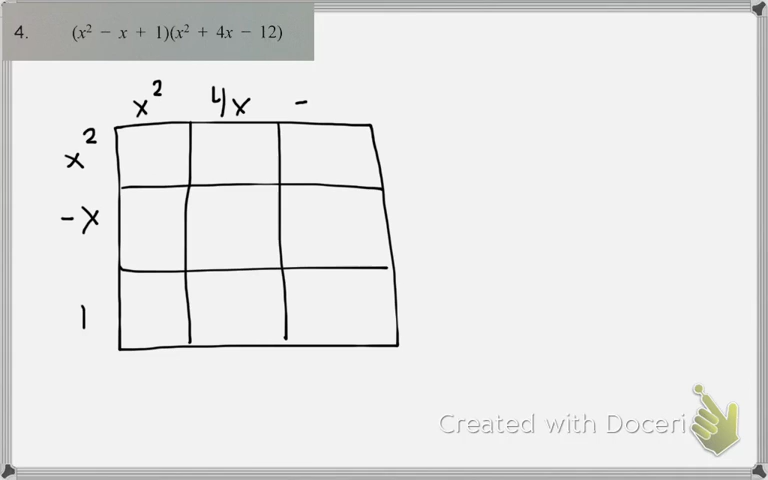 4. (x² − x + 1)(x² + 4x − 12)
x² 4x -
x²
-x
1
Created with Doceri